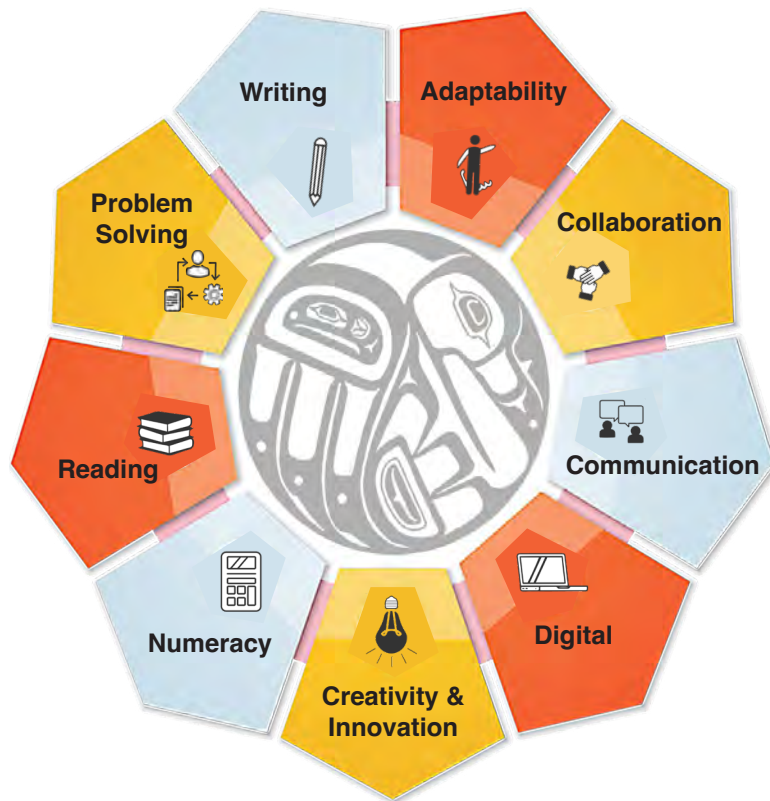 Writing
Adaptability
Problem
Solving
Collaboration
Reading
Communication
Numeracy
Digital
Creativity &
Innovation